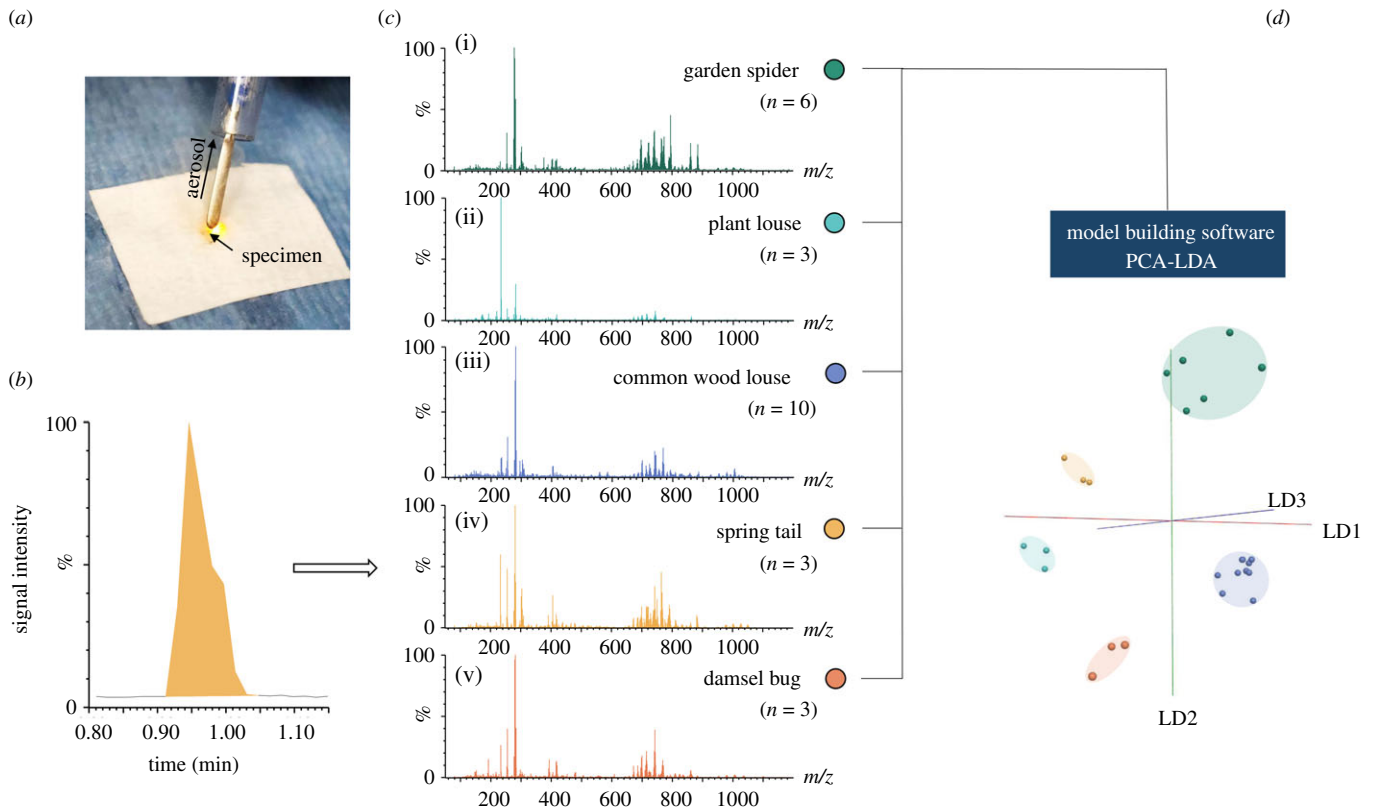 (a)
aerosol
specimen
(b)
100
signal intensity
%
0
0.80 0.90 1.00 1.10
time (min)
(c)
(i)
100
%
0
200 400 600 800 1000 m/z
garden spider
(n = 6)
(ii)
100
%
0
200 400 600 800 1000 m/z
plant louse
(n = 3)
(iii)
100
%
0
200 400 600 800 1000 m/z
common wood louse
(n = 10)
(iv)
100
%
0
200 400 600 800 1000 m/z
spring tail
(n = 3)
(v)
100
%
0
200 400 600 800 1000 m/z
damsel bug
(n = 3)
(d)
model building software
PCA-LDA
LD3
LD1
LD2